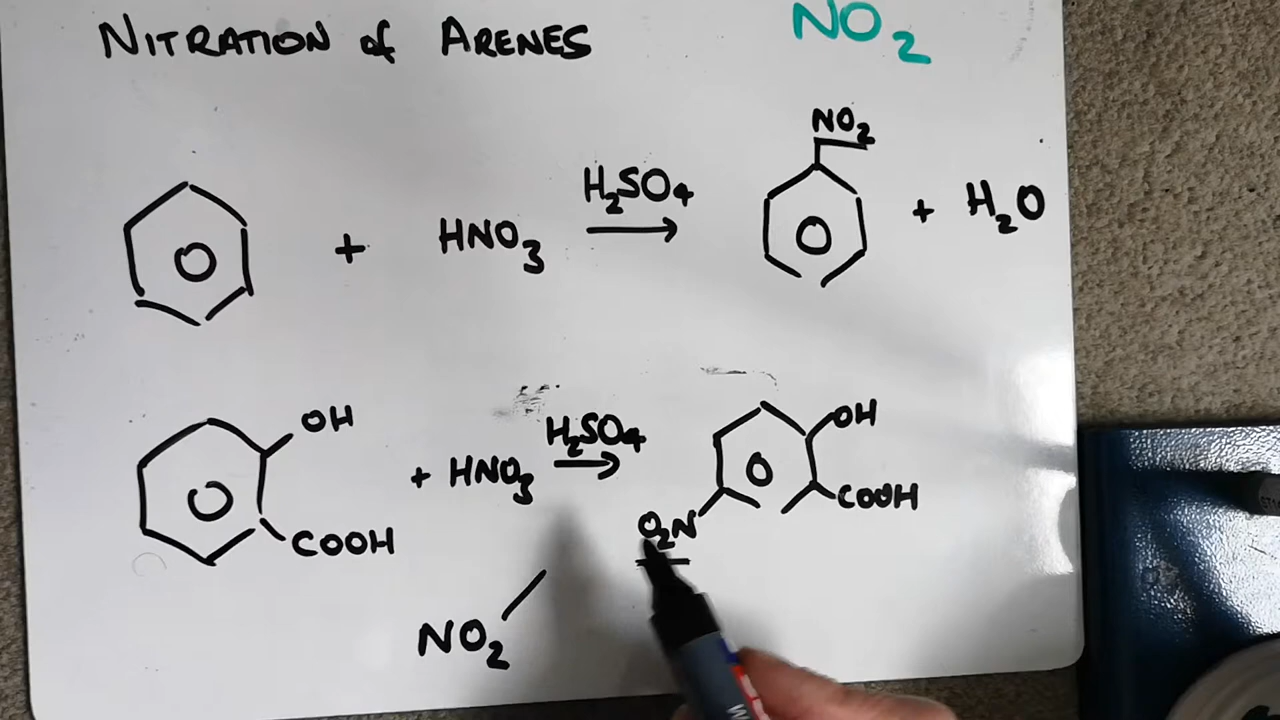 NITRATION of ARENES
NO2
NO2
+ HNO3 H2SO4 → + H2O
OH
COOH
+ HNO3 H2SO4 →
OH
COOH
O2N
NO2